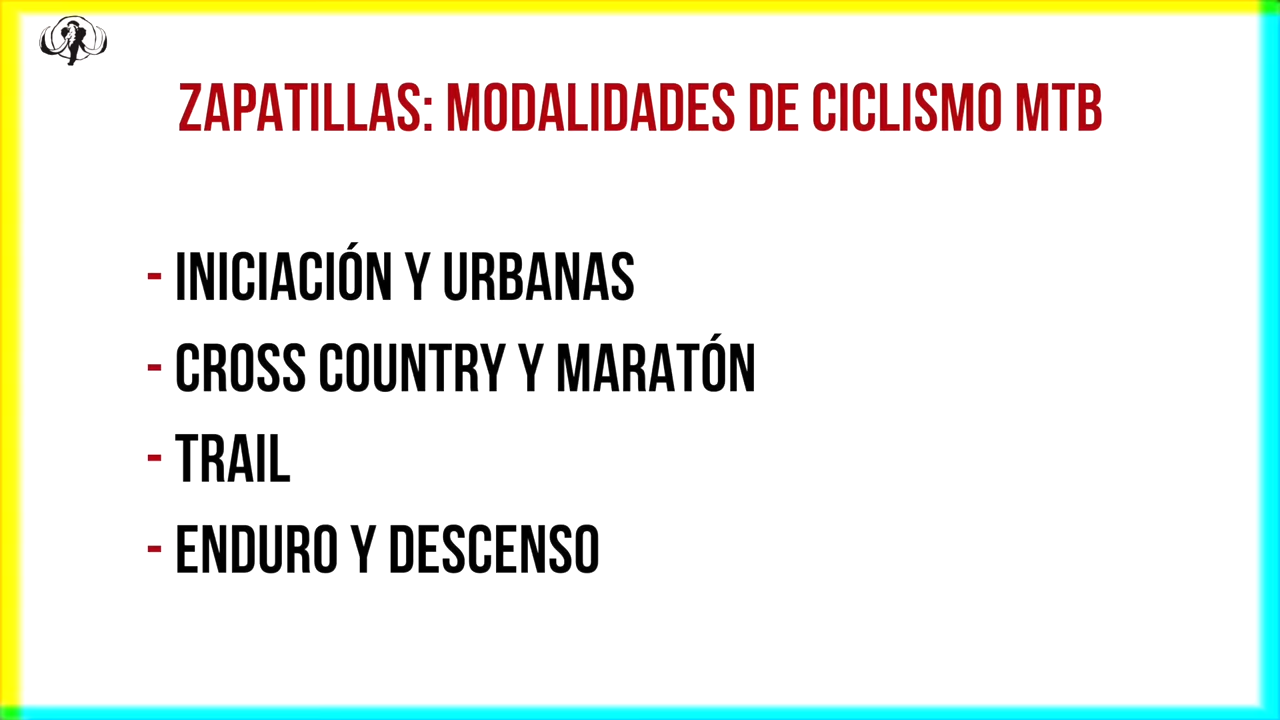 ZAPATILLAS: MODALIDADES DE CICLISMO MTB
- INICIACIÓN Y URBANAS
- CROSS COUNTRY Y MARATÓN
- TRAIL
- ENDURO Y DESCENSO